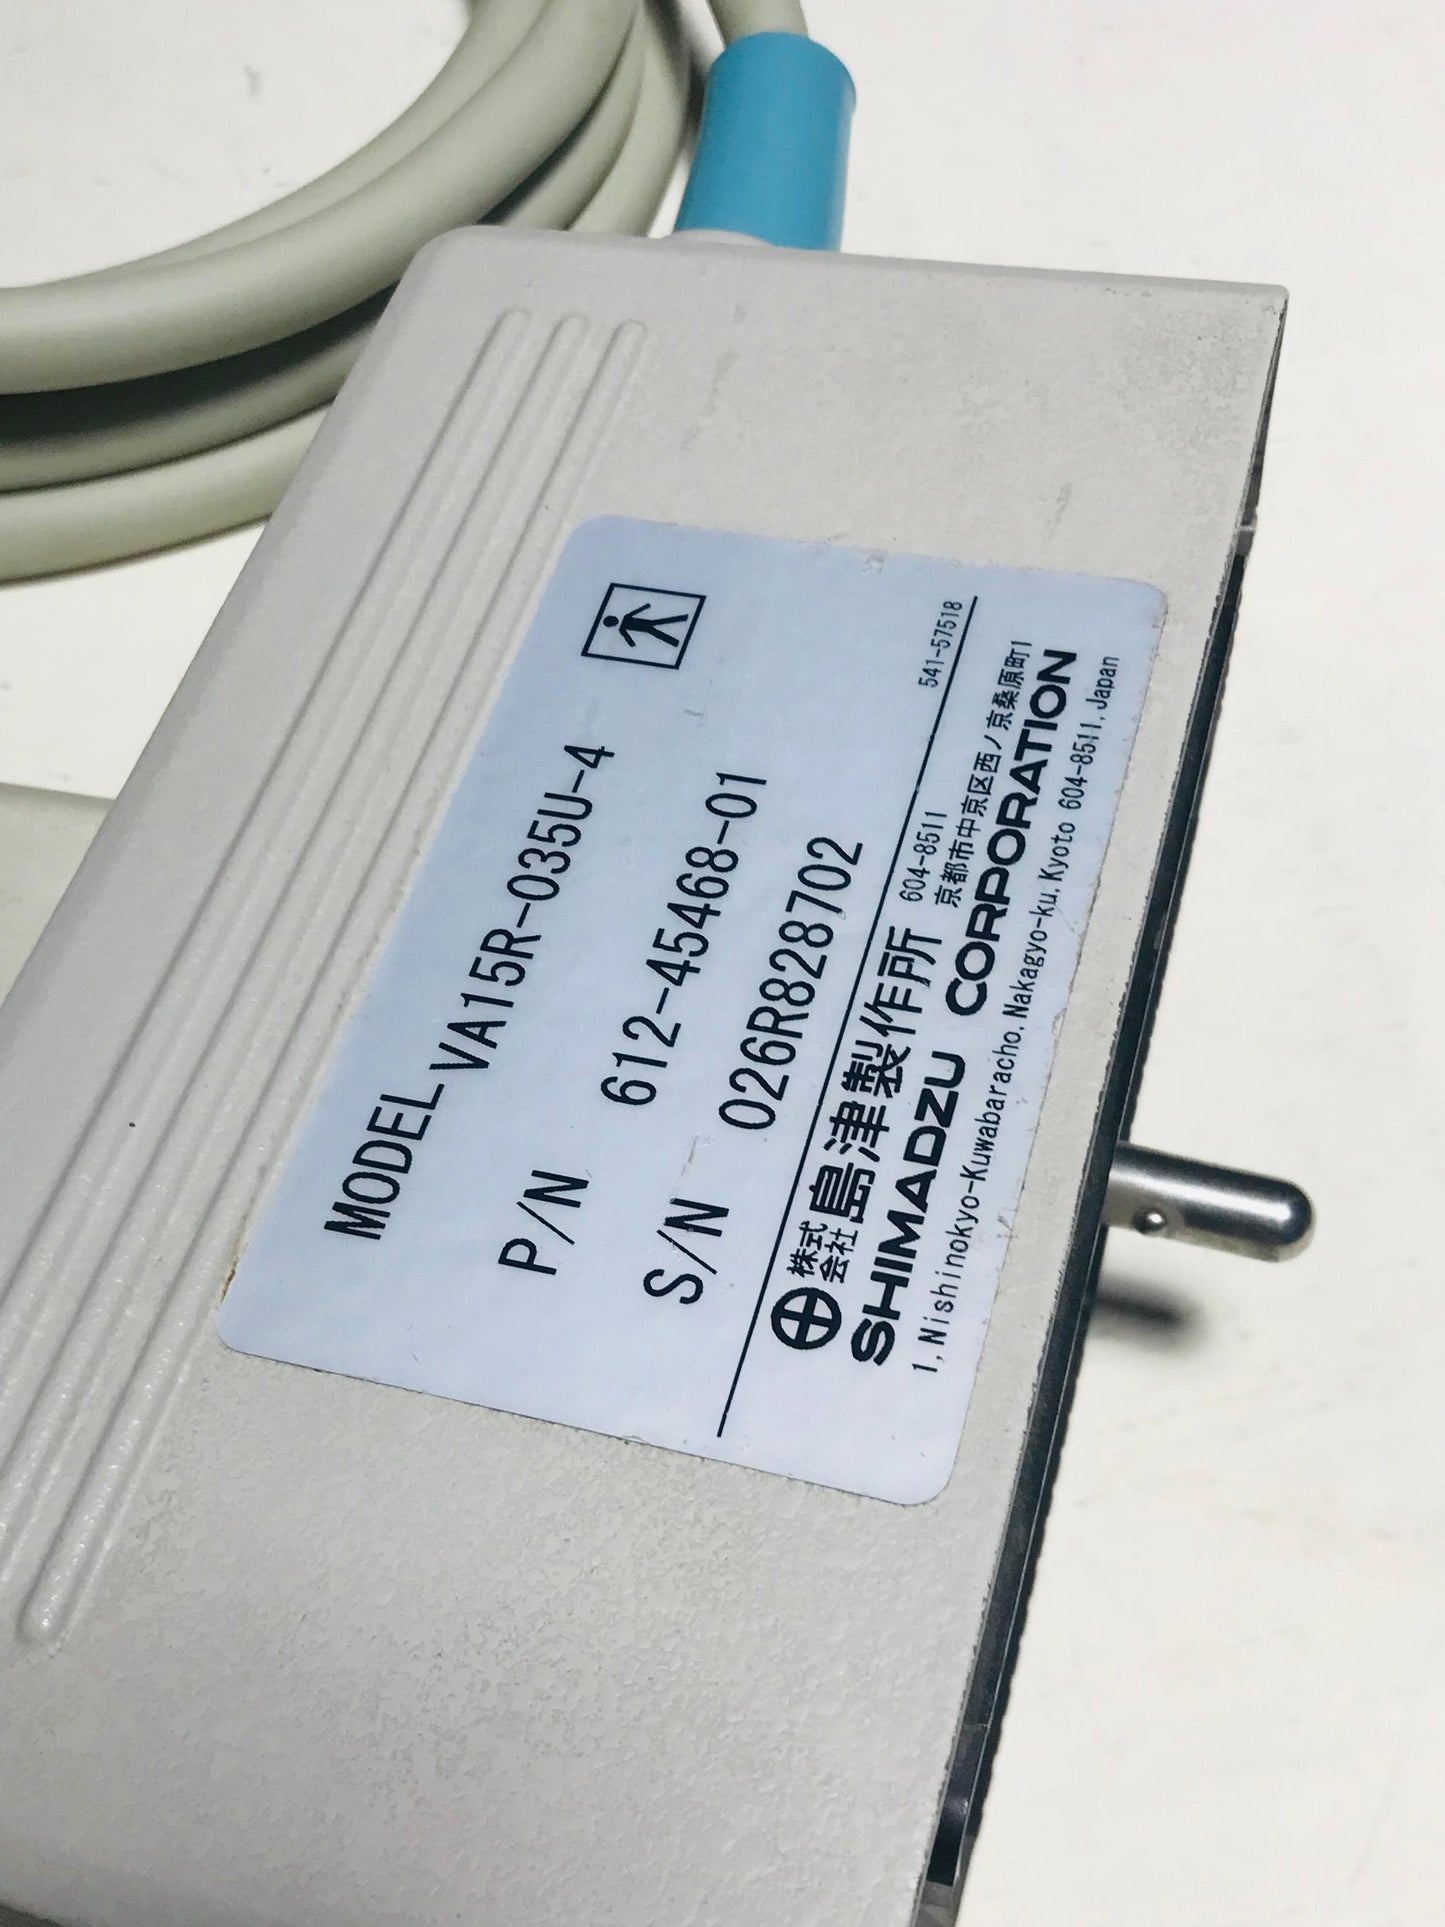 MODEL-VA15R-035U-4
P/N 612-45468-01
S/N 026R828702
541-57518
株式会社 島津製作所 604-8511
京都市中京区西ノ京桑原町1
SHIMADZU CORPORATION
1, Nishinokyo-Kuwabaracho, Nakagyo-ku, Kyoto 604-8511, Japan